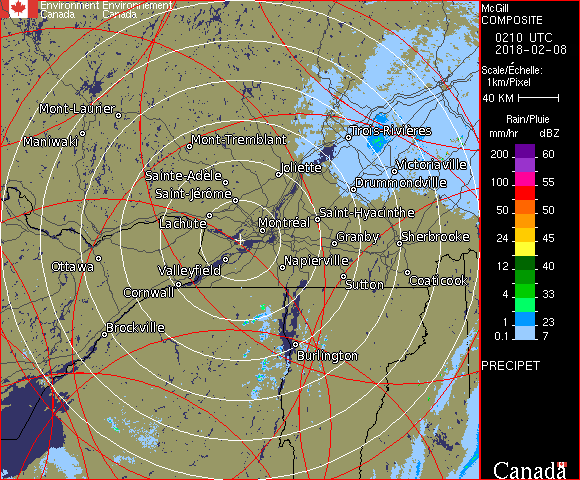 Environment Environnement
Canada Canada
McGill
COMPOSITE
0210 UTC
2018-02-08
Scale/Échelle:
1km/Pixel
40 KM
Rain/Pluie
mm/hr dBZ
200 60
100 55
50 50
24 45
12 40
4 33
1 23
0.1 7
PRECIPET
Mont-Laurier
Maniwaki
Mont-Tremblant
Trois-Rivières
Sainte-Adèle
Joliette
Victoriaville
Saint-Jérôme
Drummondville
Lachute
Montréal
Saint-Hyacinthe
Granby
Sherbrooke
Ottawa
Valleyfield
Napierville
Cornwall
Sutton
Coaticook
Brockville
Burlington
Canada